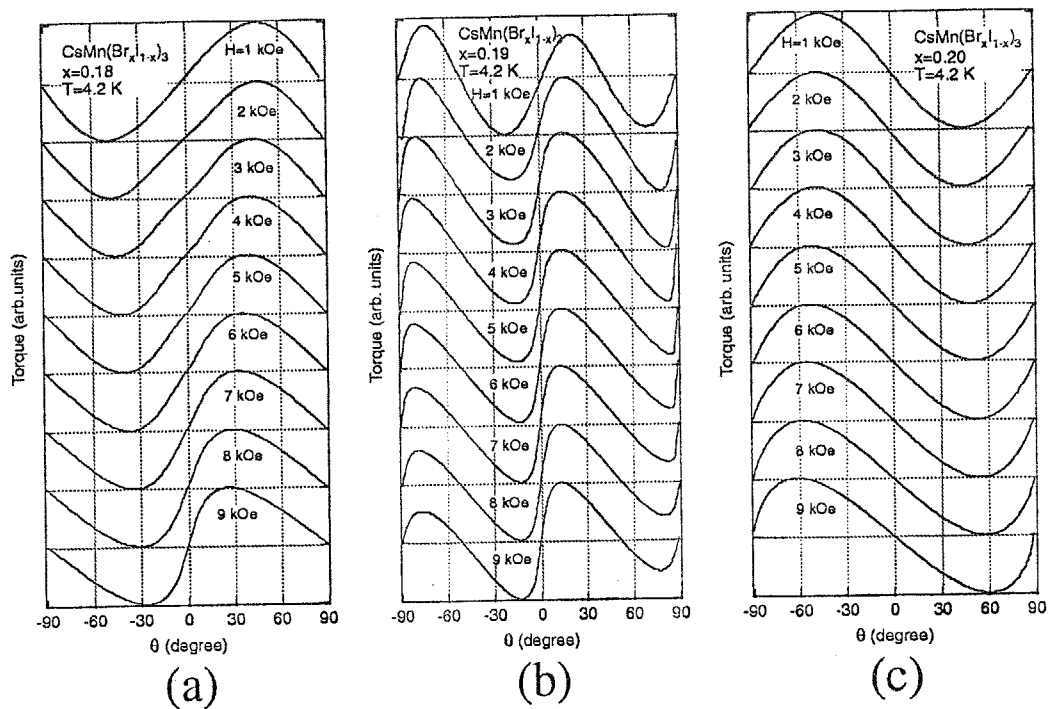 CsMn(BrₓI₁₋ₓ)₃
x=0.18
T=4.2 K
H=1 kOe
2 kOe
3 kOe
4 kOe
5 kOe
6 kOe
7 kOe
8 kOe
9 kOe
Torque (arb.units)
-90 -60 -30 0 30 60 90
θ (degree)
(a)
CsMn(BrₓI₁₋ₓ)₃
x=0.19
T=4.2 K
H=1 kOe
2 kOe
3 kOe
4 kOe
5 kOe
6 kOe
7 kOe
8 kOe
9 kOe
Torque (arb. units)
-90 -60 -30 0 30 60 90
θ (degree)
(b)
CsMn(BrₓI₁₋ₓ)₃
x=0.20
T=4.2 K
H=1 kOe
2 kOe
3 kOe
4 kOe
5 kOe
6 kOe
7 kOe
8 kOe
9 kOe
Torque (arb. units)
-90 -60 -30 0 30 60 90
θ (degree)
(c)